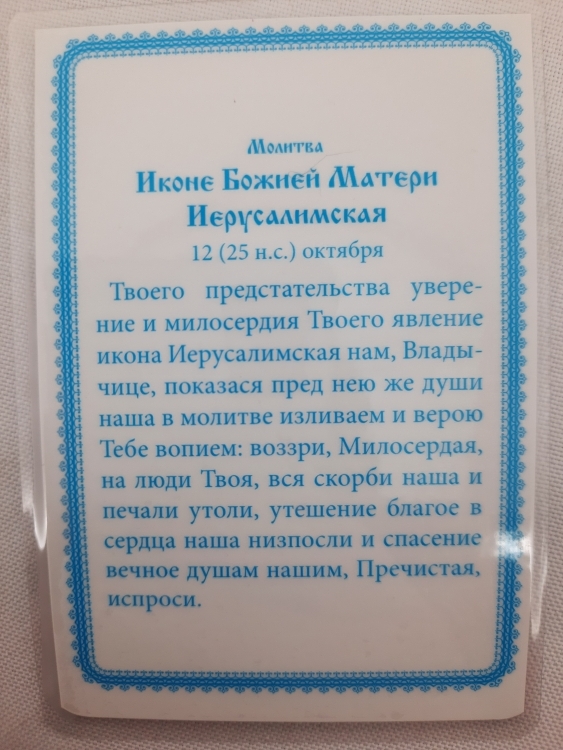 Молитва
Иконе Божией Матери
Иерусалимская
12 (25 н.с.) октября
Твоего предстательства увере-
ние и милосердия Твоего явление
икона Иерусалимская нам, Влады-
чице, показася пред нею же души
наша в молитве изливаем и верою
Тебе вопием: воззри, Милосердая,
на люди Твоя, вся скорби наша и
печали утоли, утешение благое в
сердца наша низпосли и спасение
вечное душам нашим, Пречистая,
испроси.